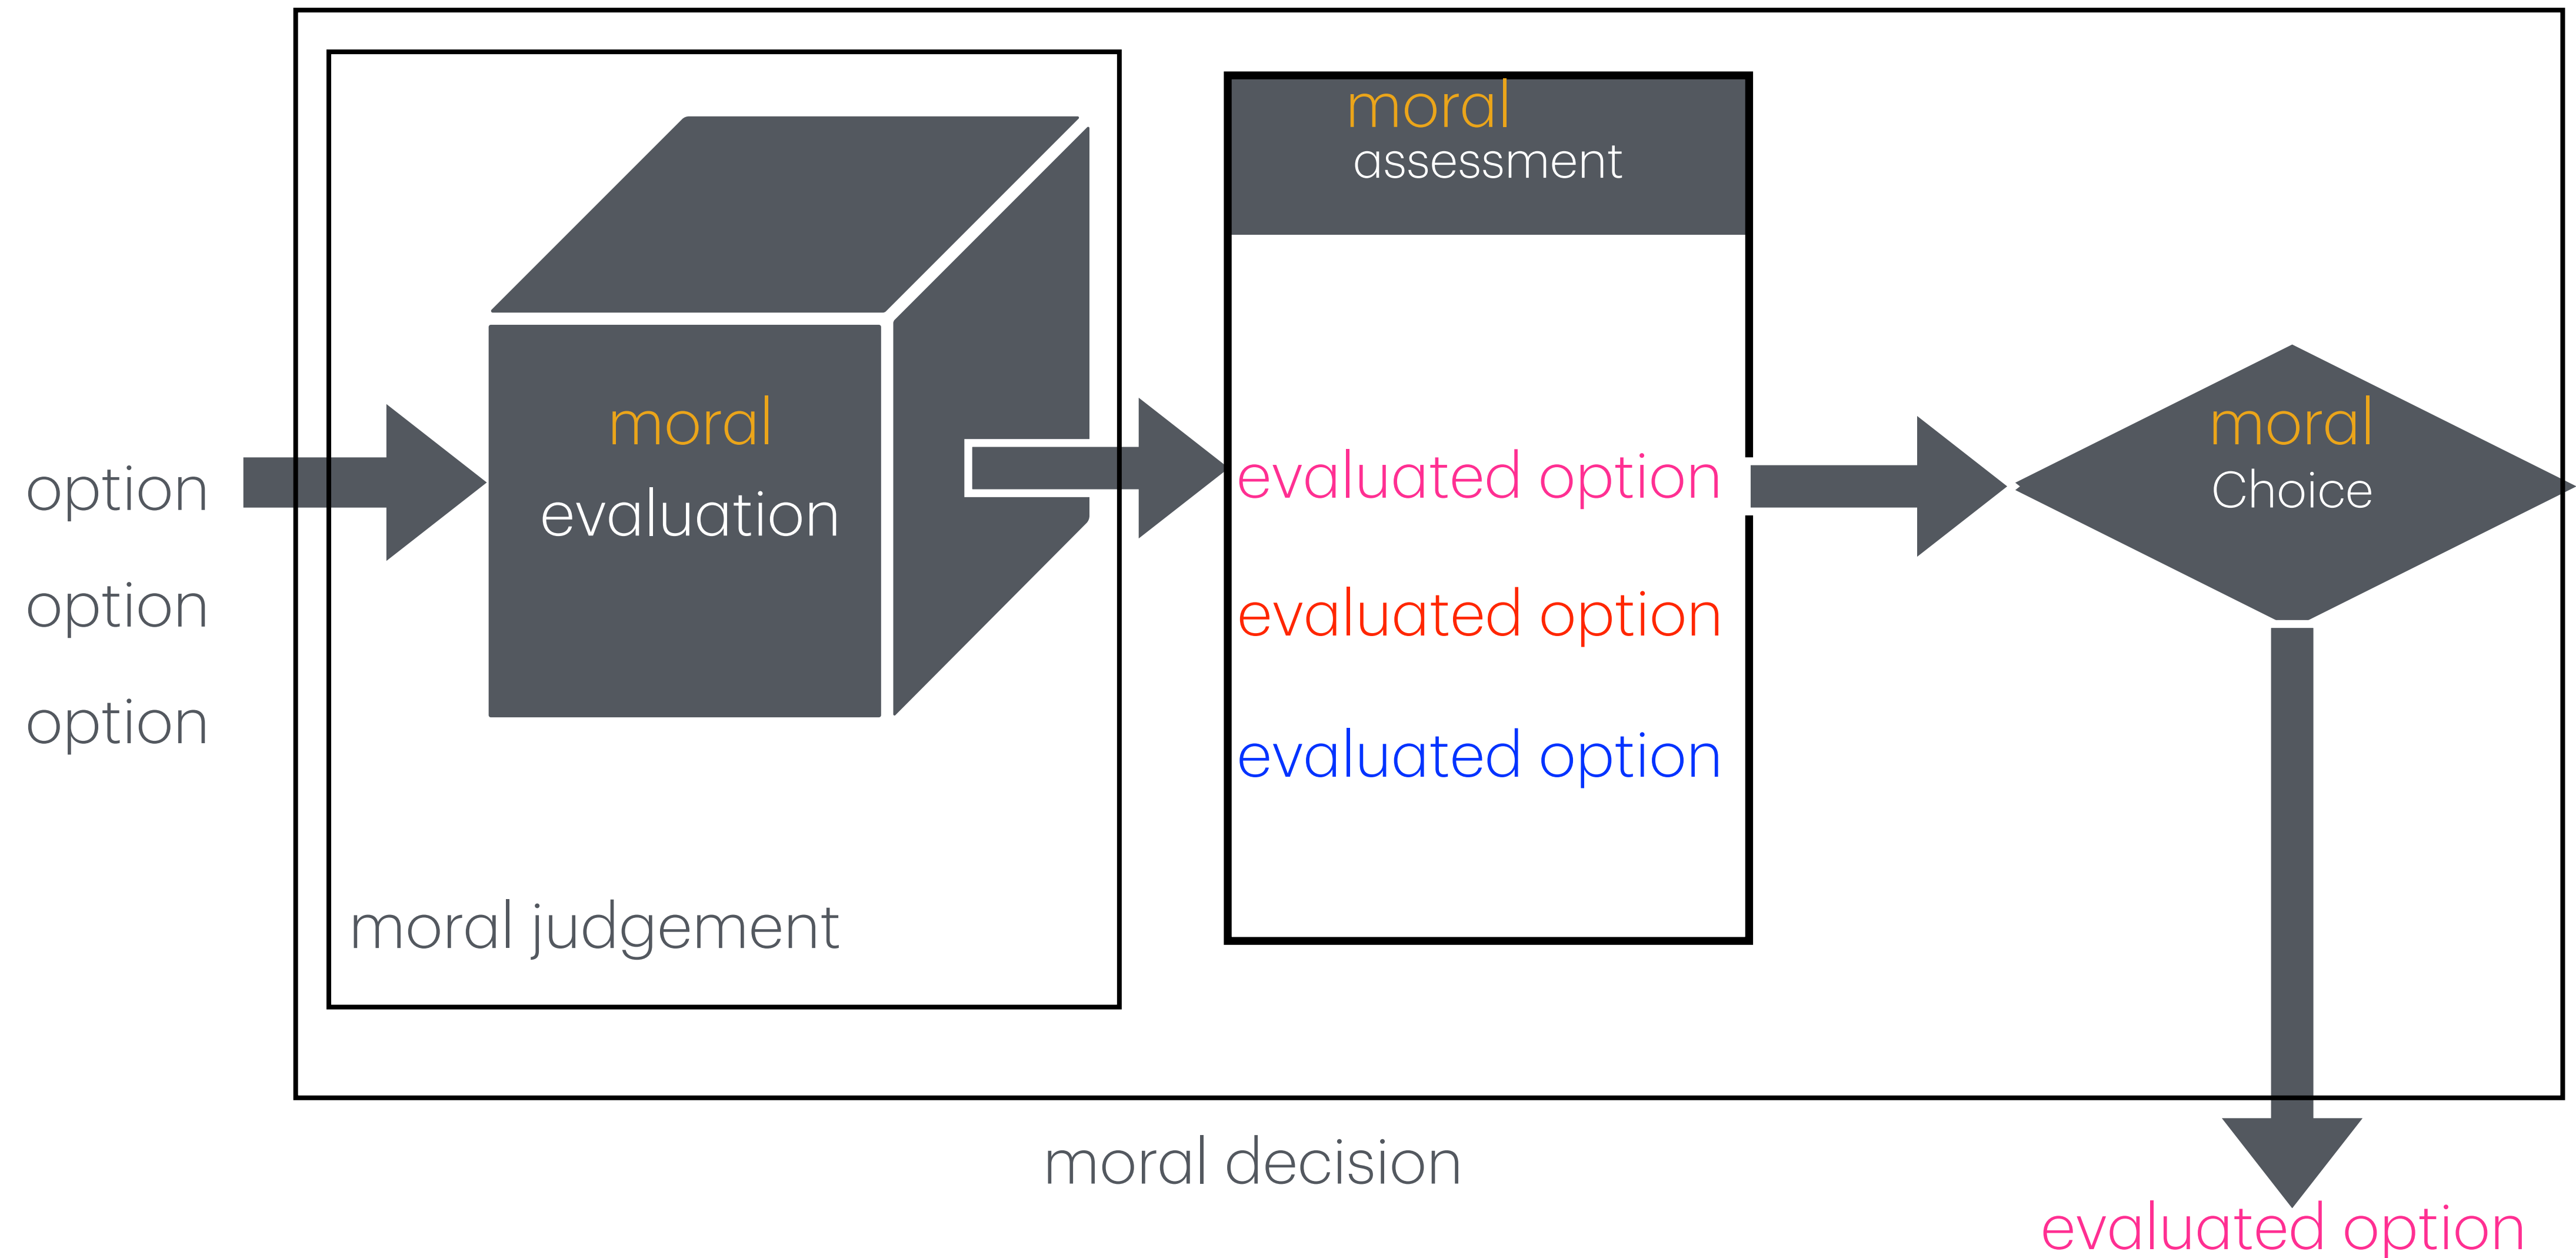 option
option
option
moral
evaluation
moral judgement
moral
assessment
evaluated option
evaluated option
evaluated option
moral
Choice
moral decision
evaluated option